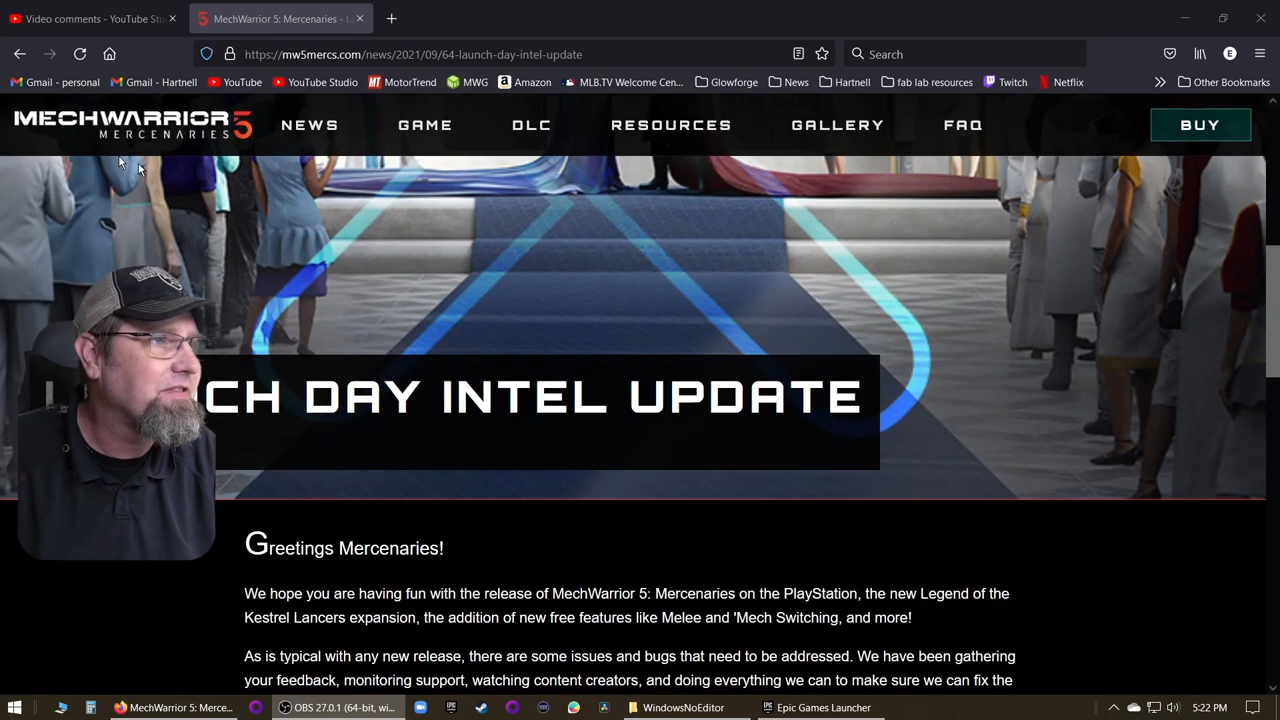 Video comments - YouTube Stu
MechWarrior 5: Mercenaries - L
https://mw5mercs.com/news/2021/09/64-launch-day-intel-update
Search
E
Gmail - personal
Gmail - Hartnell
YouTube
YouTube Studio
MT MotorTrend
MWG
a Amazon
MLB.TV Welcome Cen...
Glowforge
News
Hartnell
fab lab resources
Twitch
N Netflix
Other Bookmarks
MECHWARRIOR 5
MERCENARIES
NEWS
GAME
DLC
RESOURCES
GALLERY
FAQ
BUY
CH DAY INTEL UPDATE
Greetings Mercenaries!
We hope you are having fun with the release of MechWarrior 5: Mercenaries on the PlayStation, the new Legend of the
Kestrel Lancers expansion, the addition of new free features like Melee and 'Mech Switching, and more!
As is typical with any new release, there are some issues and bugs that need to be addressed. We have been gathering
your feedback, monitoring support, watching content creators, and doing everything we can to make sure we can fix the
MechWarrior 5: Merce...
OBS 27.0.1 (64-bit, wi...
WindowsNoEditor
Epic Games Launcher
5:22 PM